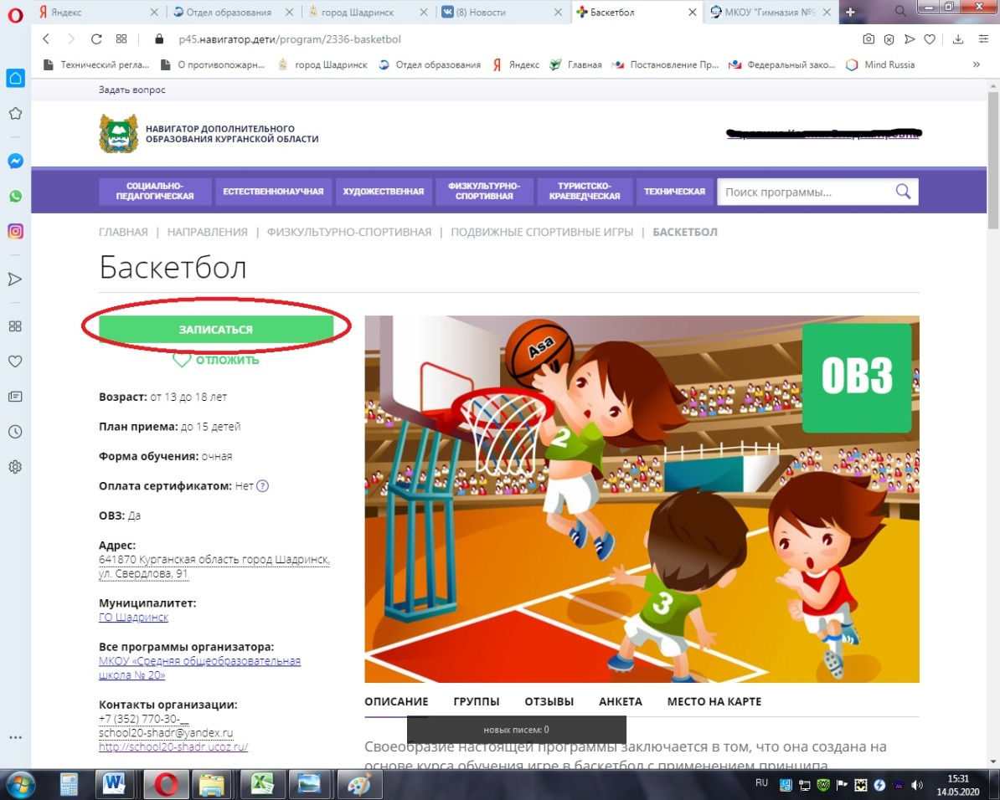 Яндекс
Отдел образования
город Шадринск
(8) Новости
Баскетбол
МКОУ "Гимназия №9
p45.навигатор.дети/program/2336-basketbol
Технический регла...
О противопожарн...
город Шадринск
Отдел образования
Яндекс
Главная
Постановление Пр...
Федеральный зако...
Mind Russia
»
Задать вопрос
НАВИГАТОР ДОПОЛНИТЕЛЬНОГО
ОБРАЗОВАНИЯ КУРГАНСКОЙ ОБЛАСТИ
СОЦИАЛЬНО-
ПЕДАГОГИЧЕСКАЯ
ЕСТЕСТВЕННОНАУЧНАЯ
ХУДОЖЕСТВЕННАЯ
ФИЗКУЛЬТУРНО-
СПОРТИВНАЯ
ТУРИСТСКО-
КРАЕВЕДЧЕСКАЯ
ТЕХНИЧЕСКАЯ
Поиск программы...
ГЛАВНАЯ | НАПРАВЛЕНИЯ | ФИЗКУЛЬТУРНО-СПОРТИВНАЯ | ПОДВИЖНЫЕ СПОРТИВНЫЕ ИГРЫ | БАСКЕТБОЛ
Баскетбол
ЗАПИСАТЬСЯ
ОТЛОЖИТЬ
Возраст: от 13 до 18 лет
План приема: до 15 детей
Форма обучения: очная
Оплата сертификатом: Нет ?
ОВЗ: Да
Адрес:
641870 Курганская область город Шадринск,
ул. Свердлова, 91
Муниципалитет:
ГО Шадринск
Все программы организатора:
МКОУ «Средняя общеобразовательная
школа № 20»
Контакты организации:
+7 (352) 770-30-__
school20-shadr@yandex.ru
http://school20-shadr.ucoz.ru/
Asa
ОВЗ
2
3
ОПИСАНИЕ
ГРУППЫ
ОТЗЫВЫ
АНКЕТА
МЕСТО НА КАРТЕ
новых писем: 0
Своеобразие настоящей программы заключается в том, что она создана на
основе курса обучения игре в баскетбол с применением принципа
RU
15:31
14.05.2020